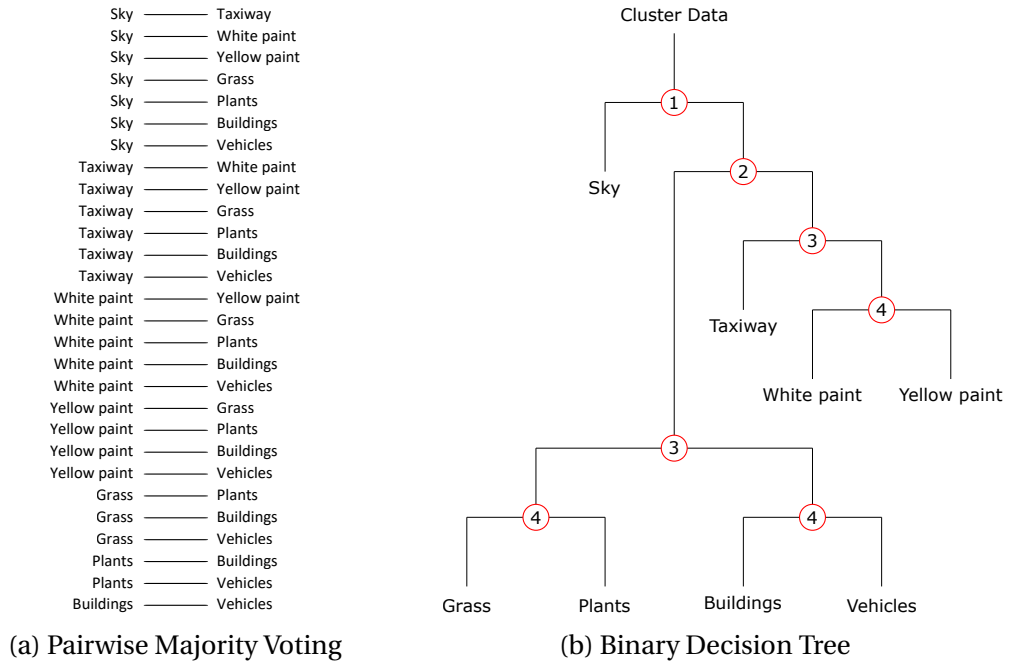 Sky Taxiway
Sky White paint
Sky Yellow paint
Sky Grass
Sky Plants
Sky Buildings
Sky Vehicles
Taxiway White paint
Taxiway Yellow paint
Taxiway Grass
Taxiway Plants
Taxiway Buildings
Taxiway Vehicles
White paint Yellow paint
White paint Grass
White paint Plants
White paint Buildings
White paint Vehicles
Yellow paint Grass
Yellow paint Plants
Yellow paint Buildings
Yellow paint Vehicles
Grass Plants
Grass Buildings
Grass Vehicles
Plants Buildings
Plants Vehicles
Buildings Vehicles
(a) Pairwise Majority Voting
Cluster Data
1
Sky
2
3
Taxiway
4
White paint Yellow paint
3
4 4
Grass Plants Buildings Vehicles
(b) Binary Decision Tree